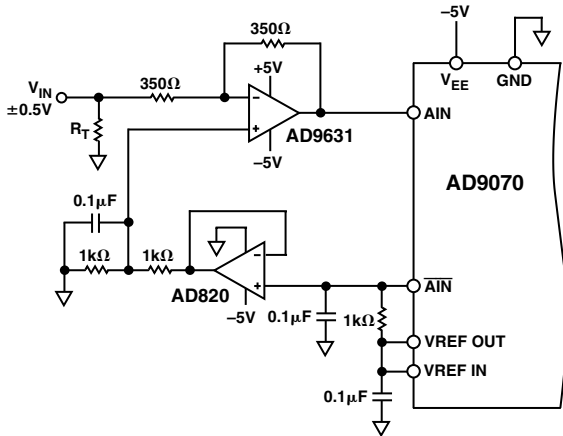 –5V
350Ω
V_IN
±0.5V
350Ω
+5V
V_EE
GND
–
+
AD9631
AIN
R_T
–5V
AD9070
0.1μF
1kΩ
1kΩ
–
+
AD820
–5V
A̅I̅N̅
0.1μF
1kΩ
VREF OUT
VREF IN
0.1μF